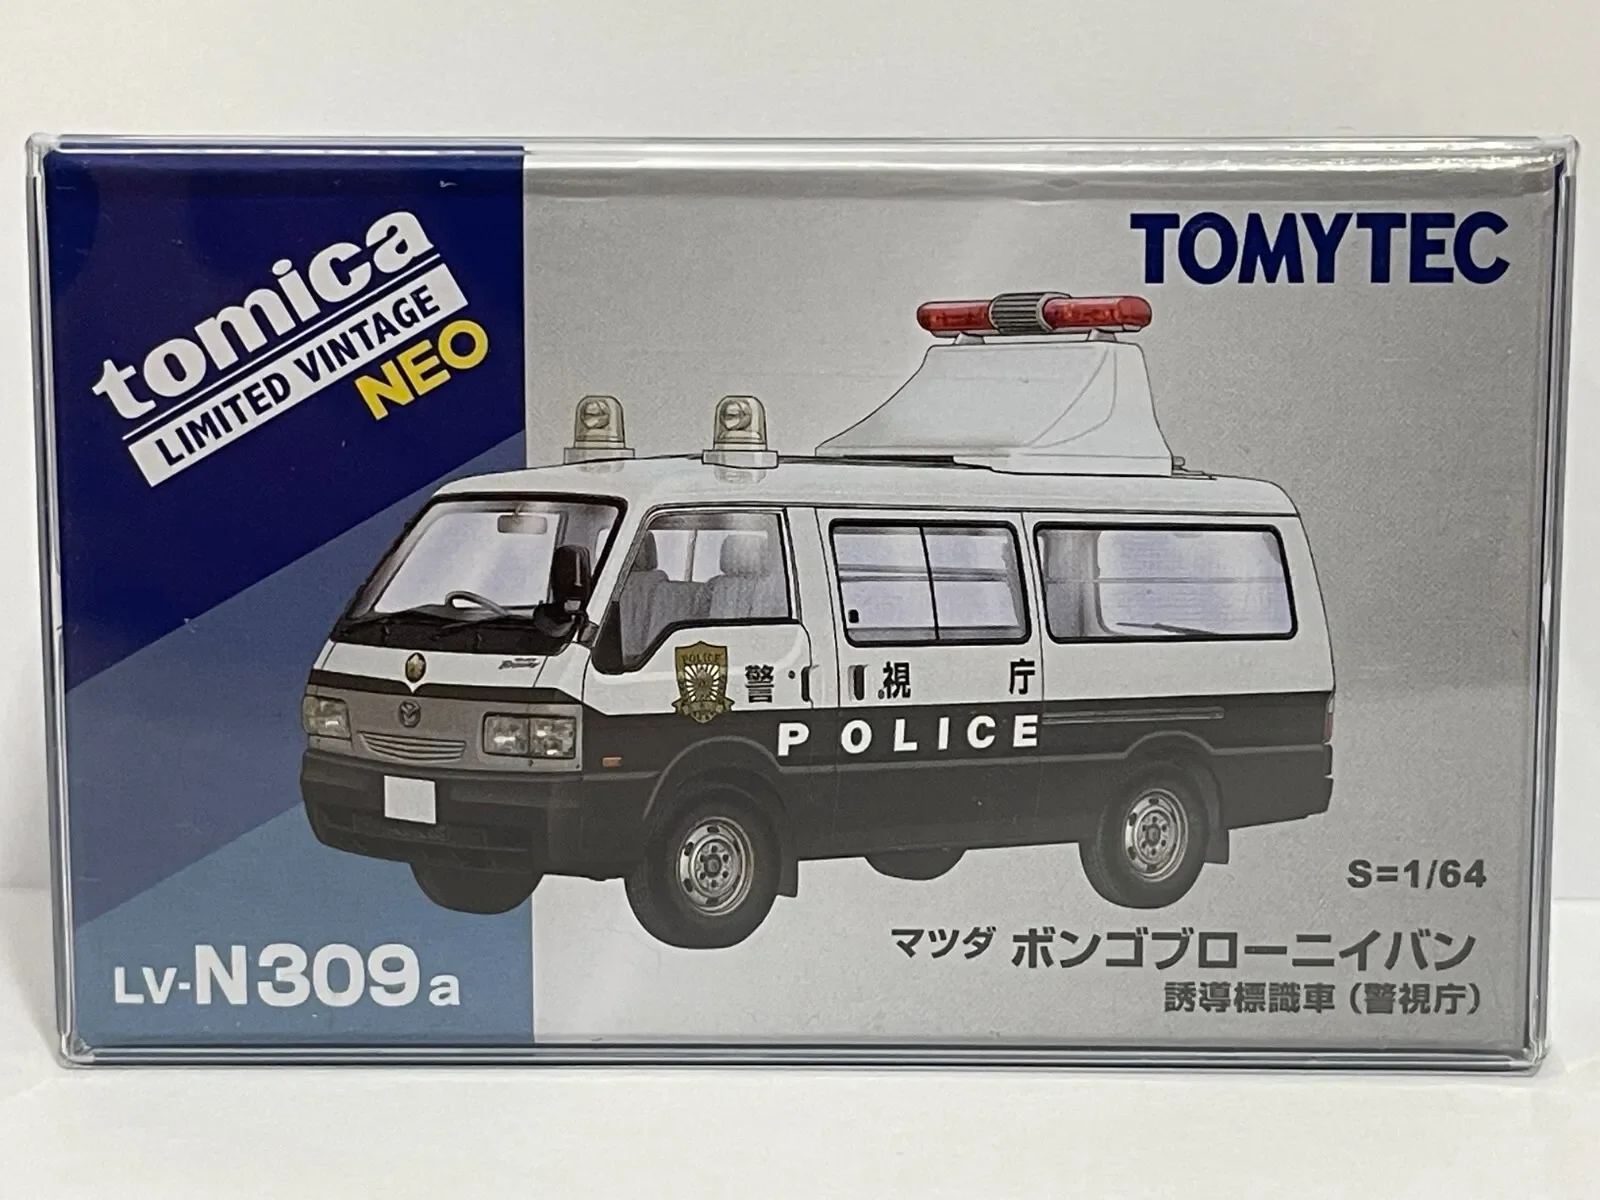 tomica
LIMITED VINTAGE
NEO
TOMYTEC
POLICE
警視庁
POLICE
S=1/64
マツダ ボンゴブローニイバン
誘導標識車（警視庁）
LV-N309a